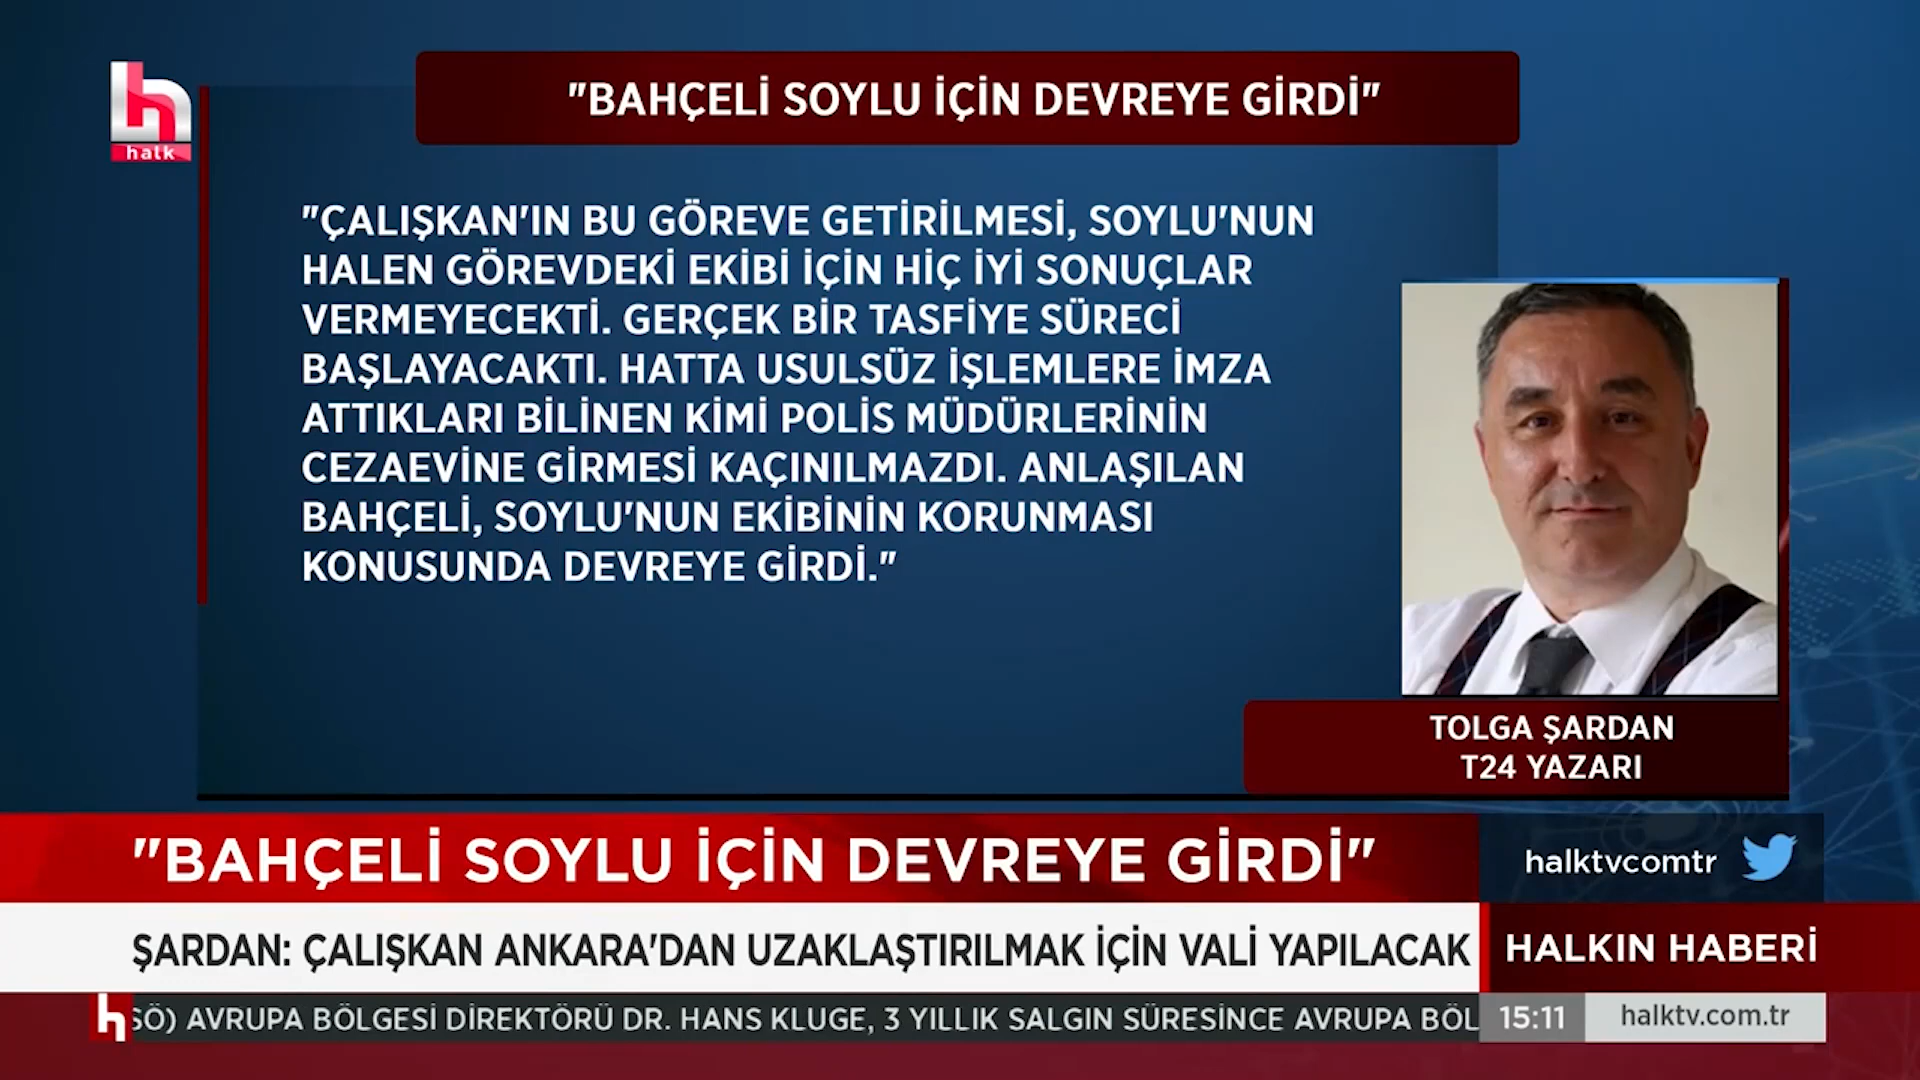 "BAHÇELİ SOYLU İÇİN DEVREYE GİRDİ"
halk
"ÇALIŞKAN'IN BU GÖREVE GETİRİLMESİ, SOYLU'NUN
HALEN GÖREVDEKİ EKİBİ İÇİN HİÇ İYİ SONUÇLAR
VERMEYECEKTİ. GERÇEK BİR TASFİYE SÜRECİ
BAŞLAYACAKTI. HATTA USULSÜZ İŞLEMLERE İMZA
ATTIKLARI BİLİNEN KİMİ POLİS MÜDÜRLERİNİN
CEZAEVİNE GİRMESİ KAÇINILMAZDI. ANLAŞILAN
BAHÇELİ, SOYLU'NUN EKİBİNİN KORUNMASI
KONUSUNDA DEVREYE GİRDİ."
TOLGA ŞARDAN
T24 YAZARI
"BAHÇELİ SOYLU İÇİN DEVREYE GİRDİ"
halktvcomtr
ŞARDAN: ÇALIŞKAN ANKARA'DAN UZAKLAŞTIRILMAK İÇİN VALİ YAPILACAK
HALKIN HABERİ
SÖ) AVRUPA BÖLGESİ DİREKTÖRÜ DR. HANS KLUGE, 3 YILLIK SALGIN SÜRESİNCE AVRUPA BÖL
15:11
halktv.com.tr